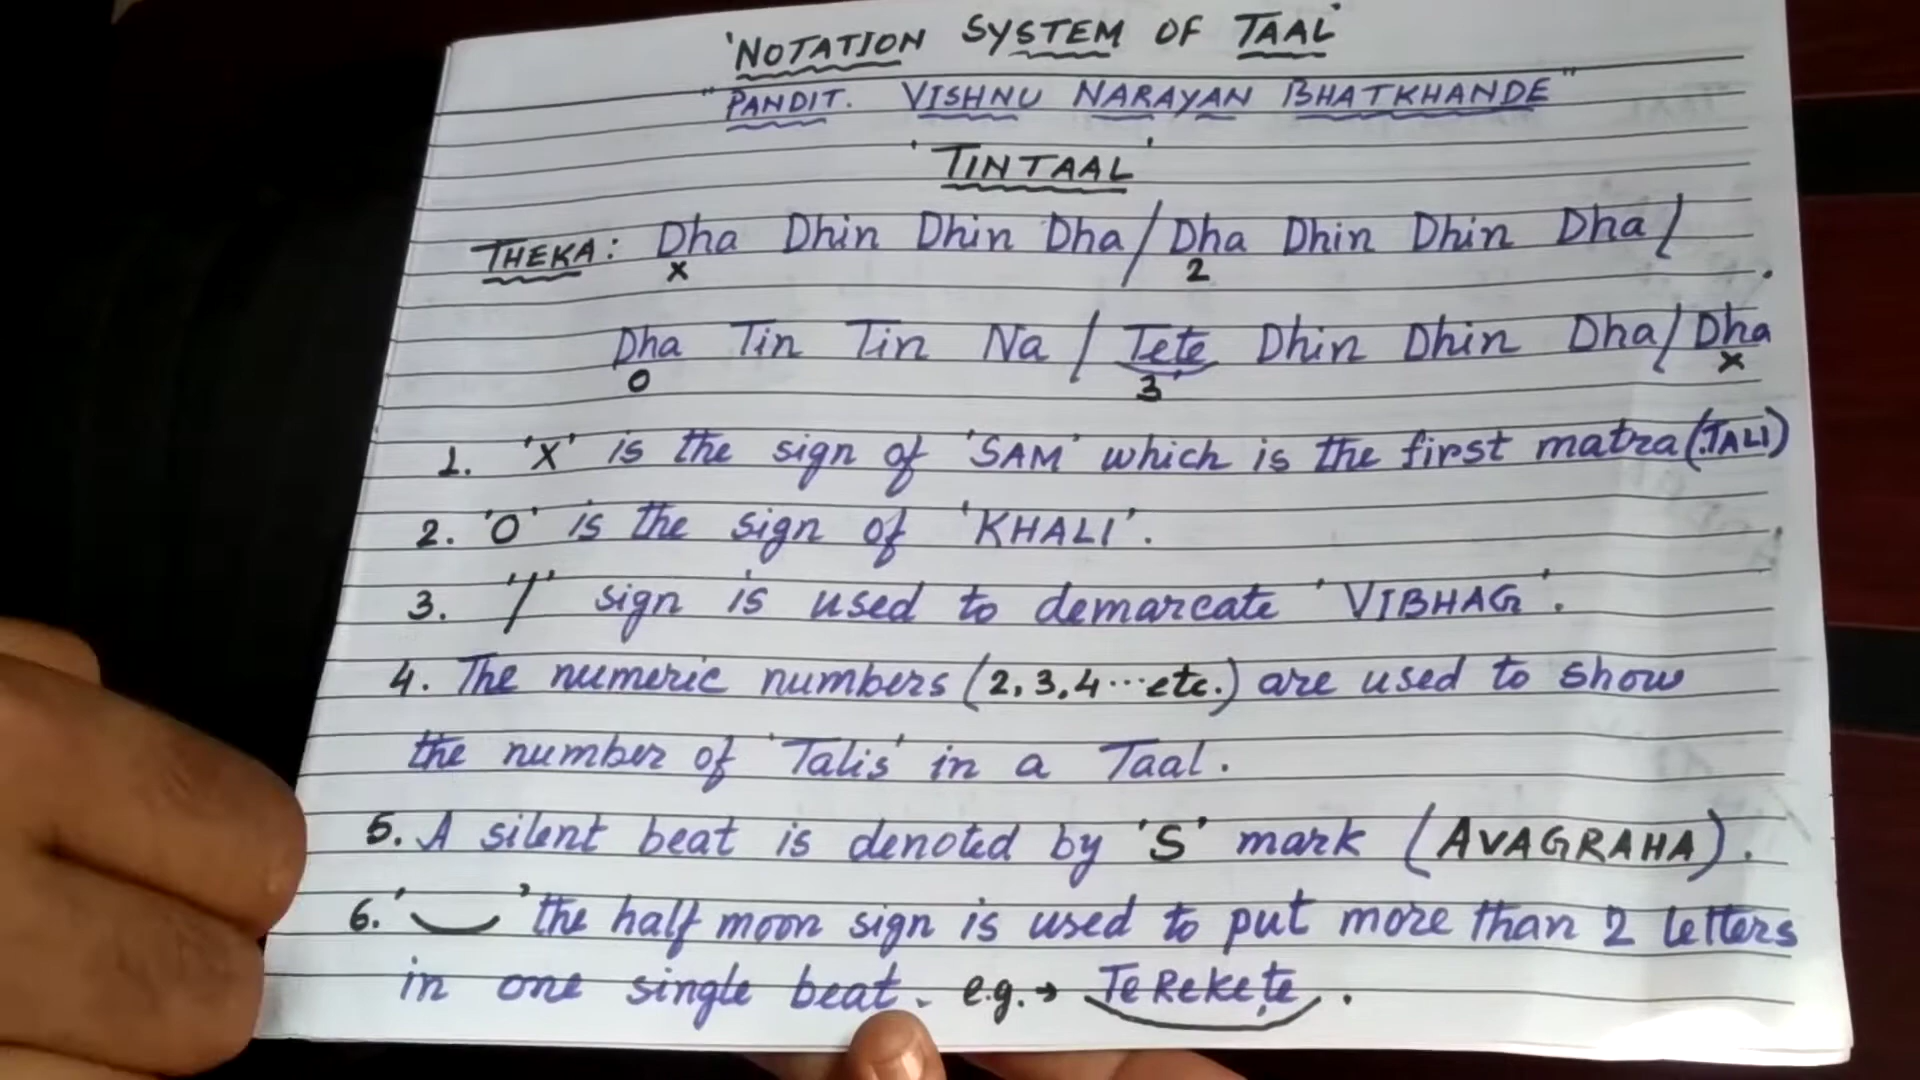 'NOTATION SYSTEM OF TAAL'
"PANDIT. VISHNU NARAYAN BHATKHANDE"
'TINTAAL'
THEKA: Dha Dhin Dhin Dha / Dha Dhin Dhin Dha /
x 2
Dha Tin Tin Na / Tete Dhin Dhin Dha / Dha
0 3 x
1. 'X' is the sign of 'SAM' which is the first matra (TALI)
2. 'O' is the sign of 'KHALI'.
3. '/' sign is used to demarcate 'VIBHAG'.
4. The numeric numbers (2,3,4...etc.) are used to show
the number of 'Talis' in a Taal.
5. A silent beat is denoted by 'S' mark (AVAGRAHA).
6. '‿' the half moon sign is used to put more than 2 letters
in one single beat. e.g. → TeReKeṭe.